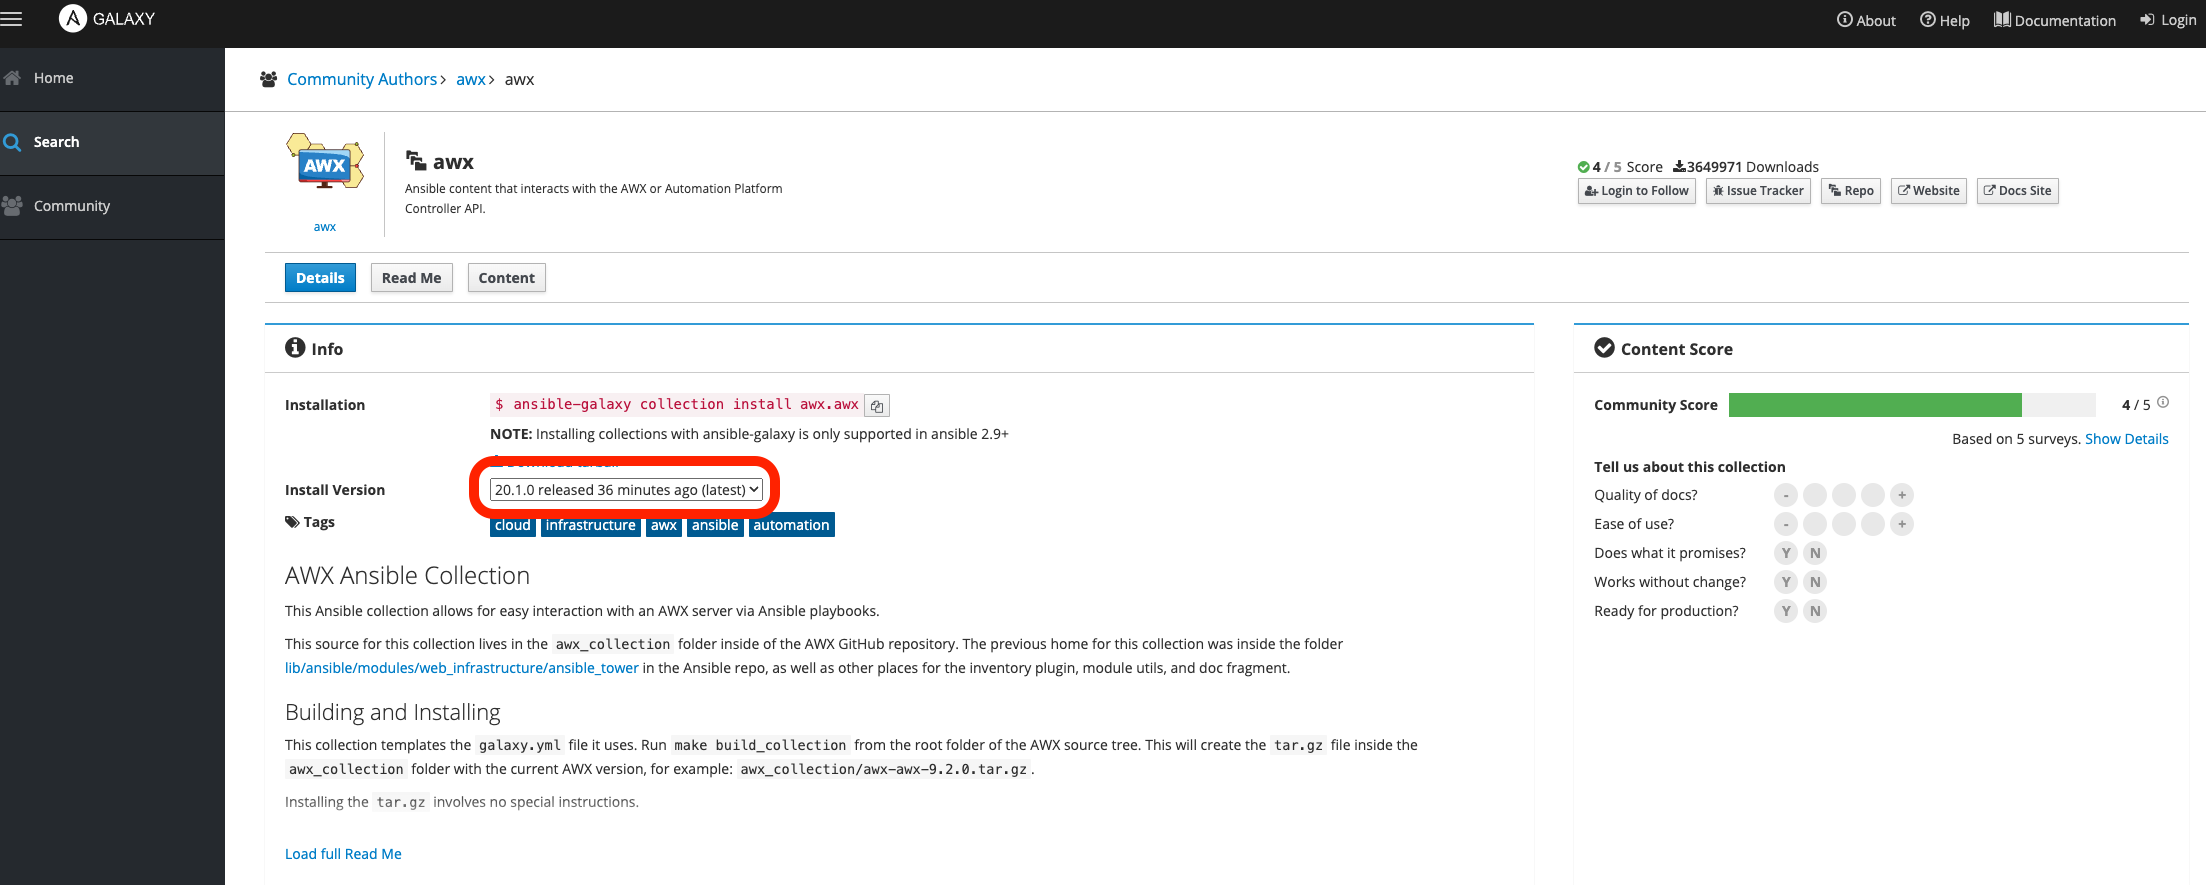 GALAXY
About
Help
Documentation
Login
Home
Search
Community
Community Authors > awx > awx
AWX
awx
awx
Ansible content that interacts with the AWX or Automation Platform
Controller API.
4 / 5 Score 3649971 Downloads
Login to Follow
Issue Tracker
Repo
Website
Docs Site
Details
Read Me
Content
Info
Installation
$ ansible-galaxy collection install awx.awx
NOTE: Installing collections with ansible-galaxy is only supported in ansible 2.9+
Download tarball
Install Version
20.1.0 released 36 minutes ago (latest)
Tags
cloud infrastructure awx ansible automation
AWX Ansible Collection
This Ansible collection allows for easy interaction with an AWX server via Ansible playbooks.
This source for this collection lives in the awx_collection folder inside of the AWX GitHub repository. The previous home for this collection was inside the folder
lib/ansible/modules/web_infrastructure/ansible_tower in the Ansible repo, as well as other places for the inventory plugin, module utils, and doc fragment.
Building and Installing
This collection templates the galaxy.yml file it uses. Run make build_collection from the root folder of the AWX source tree. This will create the tar.gz file inside the
awx_collection folder with the current AWX version, for example: awx_collection/awx-awx-9.2.0.tar.gz.
Installing the tar.gz involves no special instructions.
Load full Read Me
Content Score
Community Score
4 / 5
Based on 5 surveys. Show Details
Tell us about this collection
Quality of docs? - +
Ease of use? - +
Does what it promises? Y N
Works without change? Y N
Ready for production? Y N